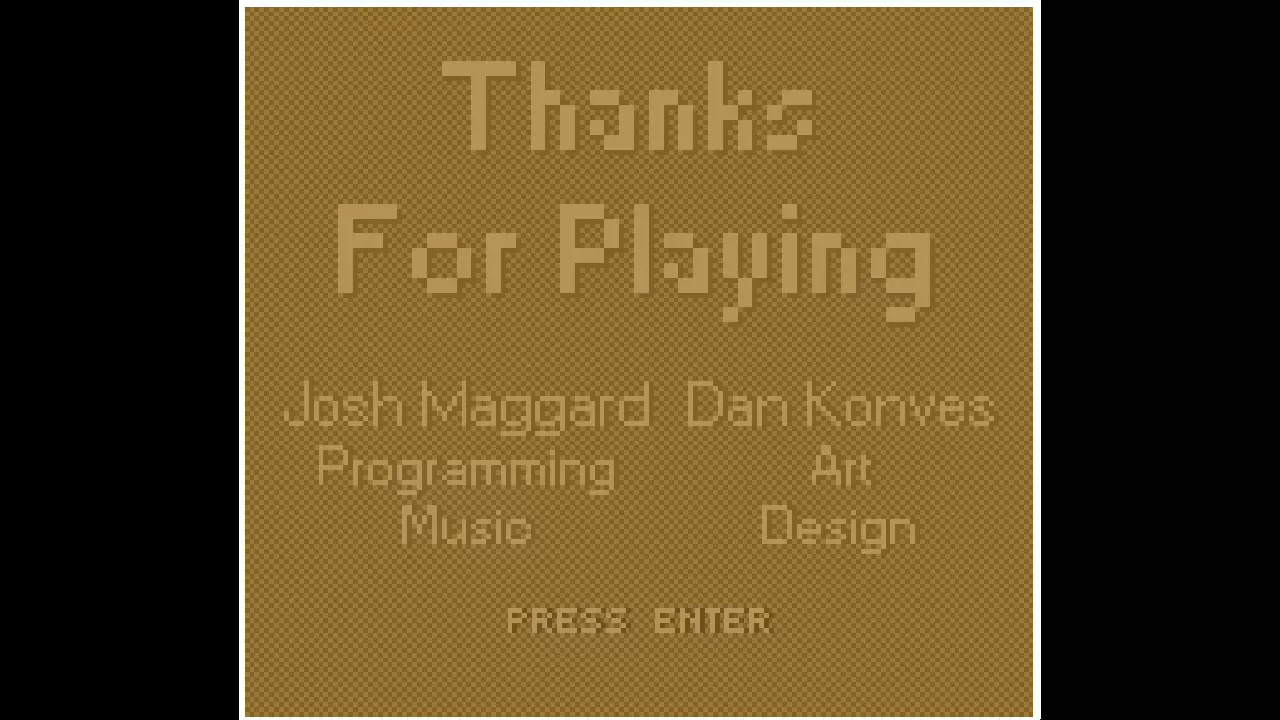 Thanks
For Playing
Josh Maggard Dan Konves
Programming Art
Music Design
PRESS ENTER